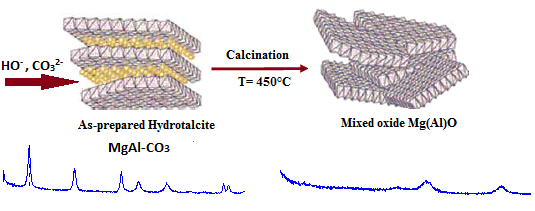 HO⁻, CO₃²⁻
Calcination
T= 450°C
As-prepared Hydrotalcite
MgAl-CO₃
Mixed oxide Mg(Al)O